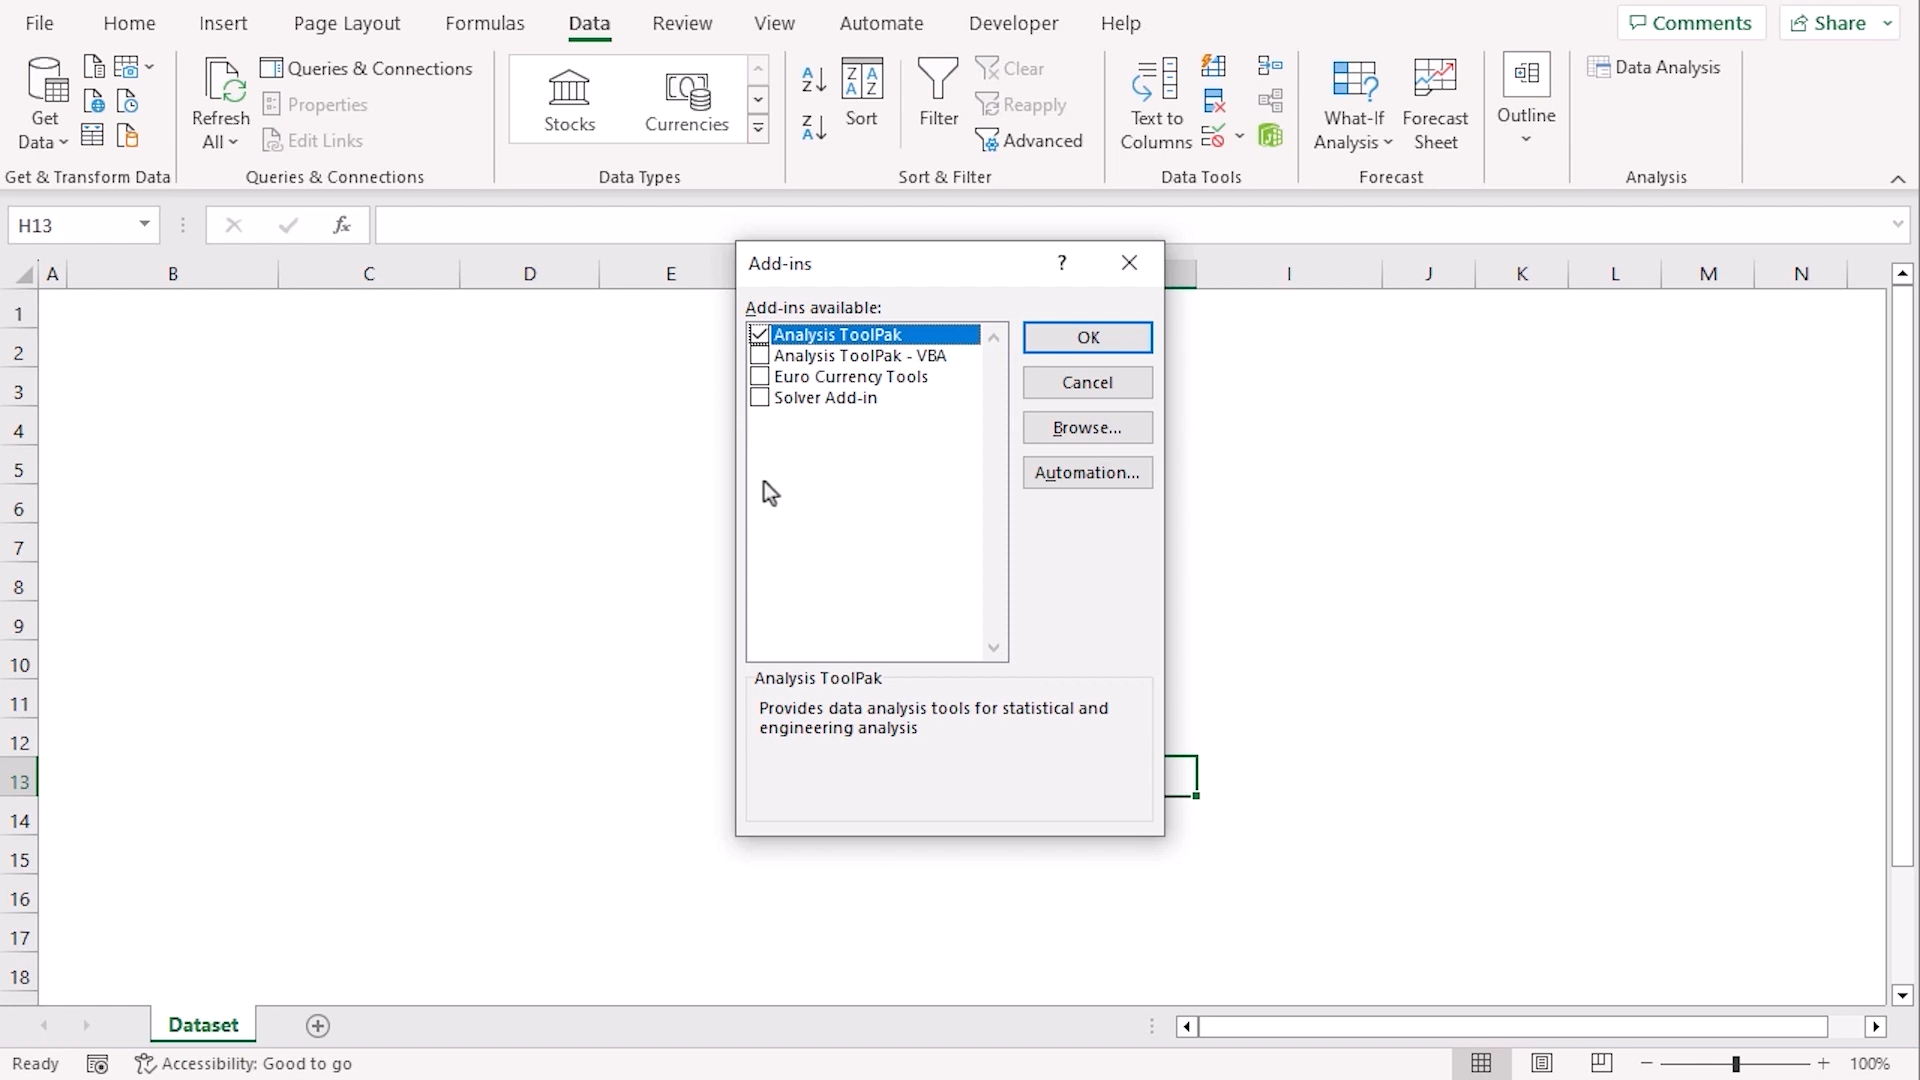 File Home Insert Page Layout Formulas Data Review View Automate Developer Help Comments Share
Get Data
Get & Transform Data
Refresh All
Queries & Connections
Properties
Edit Links
Queries & Connections
Stocks Currencies
Data Types
Sort
Filter
Clear
Reapply
Advanced
Sort & Filter
Text to Columns
Data Tools
What-If Analysis
Forecast Sheet
Forecast
Outline
Data Analysis
Analysis
H13
fx
A B C D E I J K L M N
1
2
3
4
5
6
7
8
9
10
11
12
13
14
15
16
17
18
Add-ins ?
Add-ins available:
Analysis ToolPak
Analysis ToolPak - VBA
Euro Currency Tools
Solver Add-in
OK
Cancel
Browse...
Automation...
Analysis ToolPak
Provides data analysis tools for statistical and
engineering analysis
Dataset
Ready Accessibility: Good to go 100%